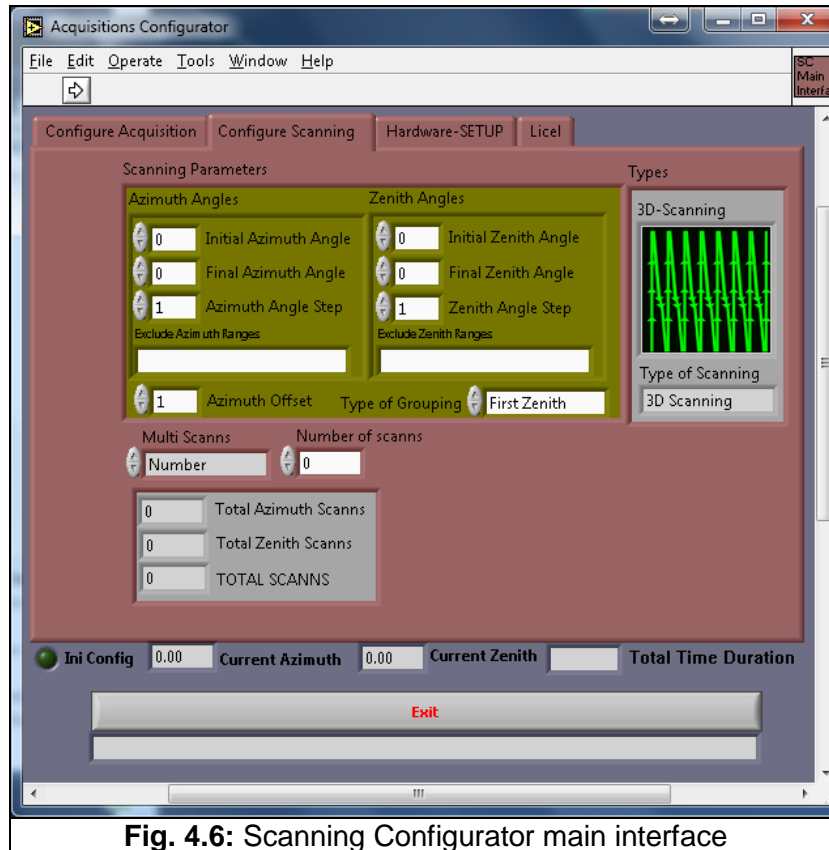 Acquisitions Configurator
File Edit Operate Tools Window Help
SC
Main
Configure Acquisition Configure Scanning Hardware-SETUP Licel
Scanning Parameters
Types
Azimuth Angles
Zenith Angles
3D-Scanning
0 Initial Azimuth Angle
0 Initial Zenith Angle
0 Final Azimuth Angle
0 Final Zenith Angle
1 Azimuth Angle Step
1 Zenith Angle Step
Exclude Azimuth Ranges
Exclude Zenith Ranges
Type of Scanning
3D Scanning
1 Azimuth Offset
Type of Grouping First Zenith
Multi Scanns
Number of scanns
Number
0
0 Total Azimuth Scanns
0 Total Zenith Scanns
0 TOTAL SCANNS
Ini Config 0.00 Current Azimuth 0.00 Current Zenith Total Time Duration
Exit
Fig. 4.6: Scanning Configurator main interface